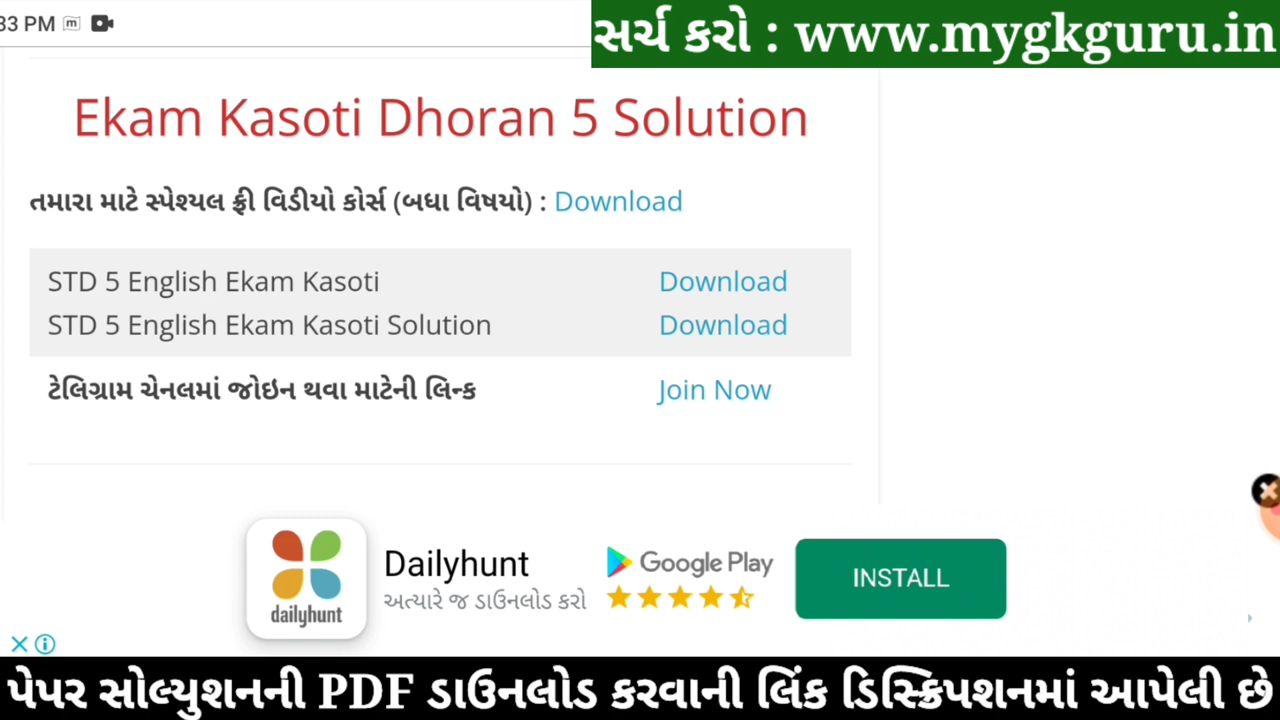 33 PM
સર્ચ કરો : www.mygkguru.in
Ekam Kasoti Dhoran 5 Solution
તમારા માટે સ્પેશ્યલ ફ્રી વિડીયો કોર્સ (બધા વિષયો) : Download
STD 5 English Ekam Kasoti Download
STD 5 English Ekam Kasoti Solution Download
ટેલિગ્રામ ચેનલમાં જોઇન થવા માટેની લિન્ક Join Now
Dailyhunt Google Play INSTALL
અત્યારે જ ડાઉનલોડ કરો
dailyhunt
પેપર સોલ્યુશનની PDF ડાઉનલોડ કરવાની લિંક ડિસ્ક્રિપશનમાં આપેલી છે